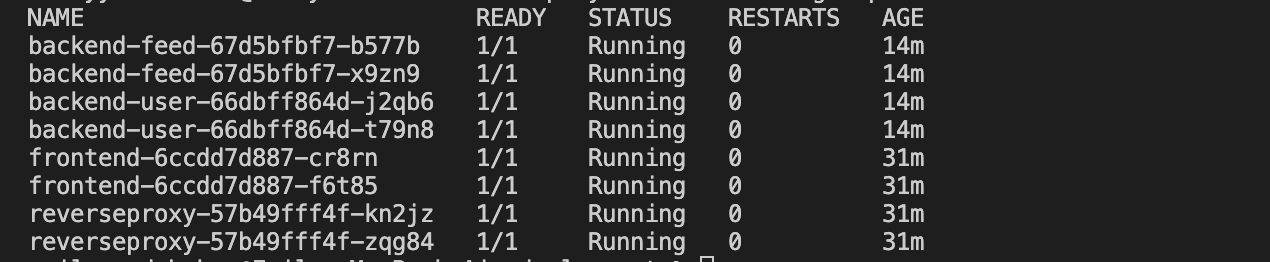 NAME READY STATUS RESTARTS AGE
backend-feed-67d5bfbf7-b577b 1/1 Running 0 14m
backend-feed-67d5bfbf7-x9zn9 1/1 Running 0 14m
backend-user-66dbff864d-j2qb6 1/1 Running 0 14m
backend-user-66dbff864d-t79n8 1/1 Running 0 14m
frontend-6ccdd7d887-cr8rn 1/1 Running 0 31m
frontend-6ccdd7d887-f6t85 1/1 Running 0 31m
reverseproxy-57b49fff4f-kn2jz 1/1 Running 0 31m
reverseproxy-57b49fff4f-zqg84 1/1 Running 0 31m